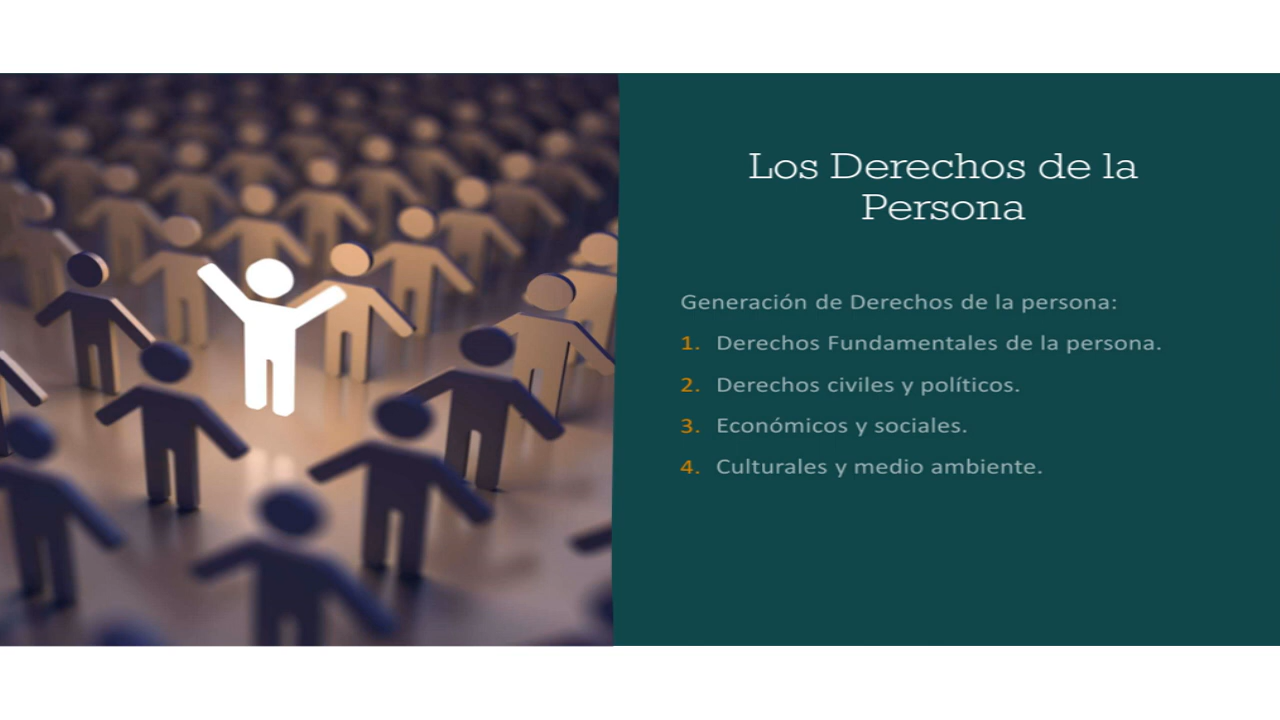 Los Derechos de la
Persona
Generación de Derechos de la persona:
1. Derechos Fundamentales de la persona.
2. Derechos civiles y políticos.
3. Económicos y sociales.
4. Culturales y medio ambiente.